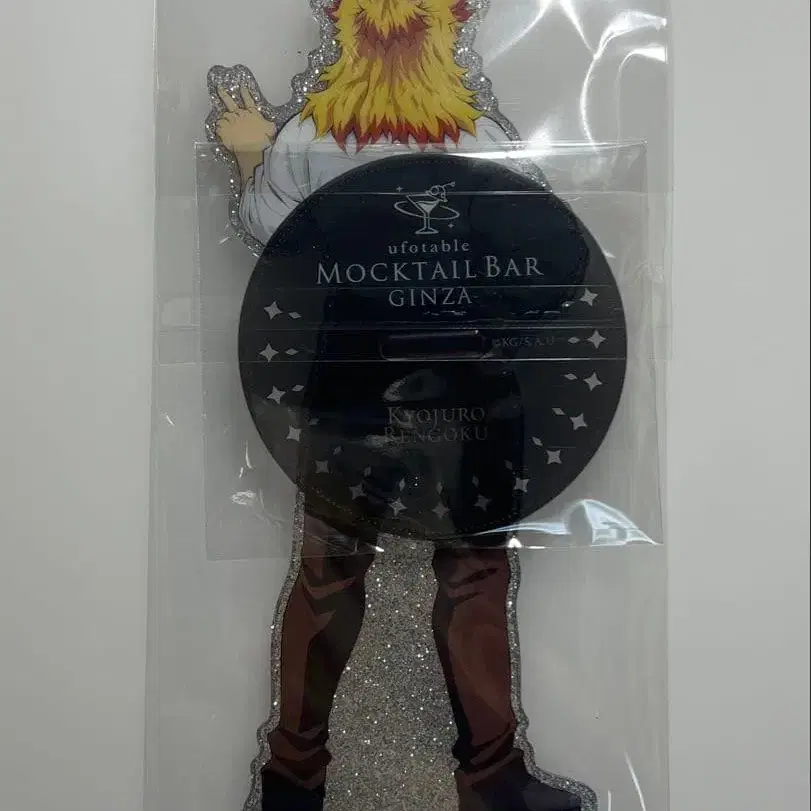 ufotable
MOCKTAIL BAR
GINZA
©KG/S,A,U
KYOJURO
RENGOKU